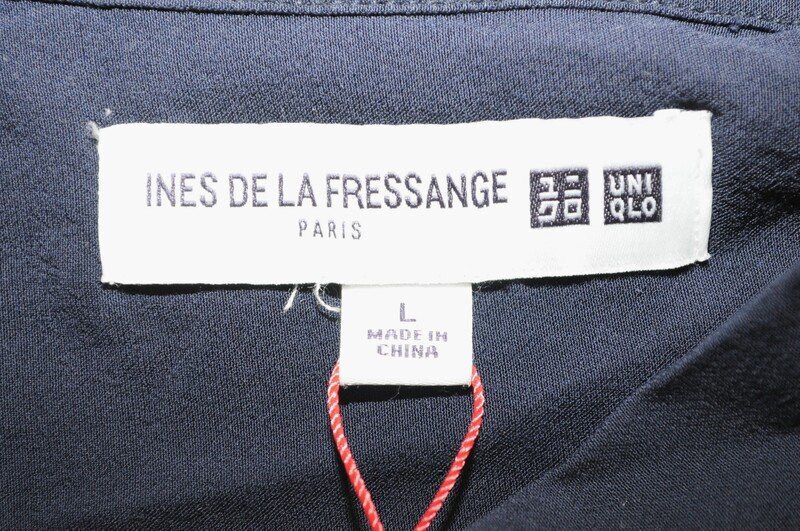 INES DE LA FRESSANGE
PARIS
ユニ
クロ
UNI
QLO
L
MADE IN
CHINA